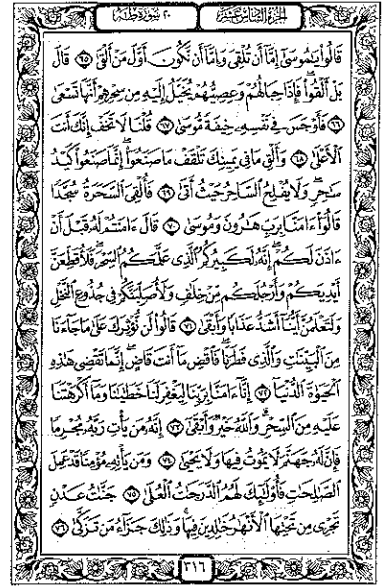 الجزء السادس عشر ٢٠ سورة طه
قَالُوا۟ يَـٰمُوسَىٰٓ إِمَّآ أَن تُلْقِىَ وَإِمَّآ أَن نَّكُونَ أَوَّلَ مَنْ أَلْقَىٰ ٦٥ قَالَ
بَلْ أَلْقُوا۟ ۖ فَإِذَا حِبَالُهُمْ وَعِصِيُّهُمْ يُخَيَّلُ إِلَيْهِ مِن سِحْرِهِمْ أَنَّهَا تَسْعَىٰ
٦٦ فَأَوْجَسَ فِى نَفْسِهِۦ خِيفَةً مُّوسَىٰ ٦٧ قُلْنَا لَا تَخَفْ إِنَّكَ أَنتَ
ٱلْأَعْلَىٰ ٦٨ وَأَلْقِ مَا فِى يَمِينِكَ تَلْقَفْ مَا صَنَعُوٓا۟ ۖ إِنَّمَا صَنَعُوا۟ كَيْدُ
سَـٰحِرٍ ۖ وَلَا يُفْلِحُ ٱلسَّاحِرُ حَيْثُ أَتَىٰ ٦٩ فَأُلْقِىَ ٱلسَّحَرَةُ سُجَّدًا
قَالُوٓا۟ ءَامَنَّا بِرَبِّ هَـٰرُونَ وَمُوسَىٰ ٧٠ قَالَ ءَامَنتُمْ لَهُۥ قَبْلَ أَنْ
ءَاذَنَ لَكُمْ ۖ إِنَّهُۥ لَكَبِيرُكُمُ ٱلَّذِى عَلَّمَكُمُ ٱلسِّحْرَ ۖ فَلَأُقَطِّعَنَّ
أَيْدِيَكُمْ وَأَرْجُلَكُم مِّنْ خِلَـٰفٍ وَلَأُصَلِّبَنَّكُمْ فِى جُذُوعِ ٱلنَّخْلِ
وَلَتَعْلَمُنَّ أَيُّنَآ أَشَدُّ عَذَابًا وَأَبْقَىٰ ٧١ قَالُوا۟ لَن نُّؤْثِرَكَ عَلَىٰ مَا جَآءَنَا
مِنَ ٱلْبَيِّنَـٰتِ وَٱلَّذِى فَطَرَنَا ۖ فَٱقْضِ مَآ أَنتَ قَاضٍ ۖ إِنَّمَا تَقْضِى هَـٰذِهِ
ٱلْحَيَوٰةَ ٱلدُّنْيَآ ٧٢ إِنَّآ ءَامَنَّا بِرَبِّنَا لِيَغْفِرَ لَنَا خَطَـٰيَـٰنَا وَمَآ أَكْرَهْتَنَا
عَلَيْهِ مِنَ ٱلسِّحْرِ ۗ وَٱللَّهُ خَيْرٌ وَأَبْقَىٰٓ ٧٣ إِنَّهُۥ مَن يَأْتِ رَبَّهُۥ مُجْرِمًا
فَإِنَّ لَهُۥ جَهَنَّمَ لَا يَمُوتُ فِيهَا وَلَا يَحْيَىٰ ٧٤ وَمَن يَأْتِهِۦ مُؤْمِنًا قَدْ عَمِلَ
ٱلصَّـٰلِحَـٰتِ فَأُو۟لَـٰٓئِكَ لَهُمُ ٱلدَّرَجَـٰتُ ٱلْعُلَىٰ ٧٥ جَنَّـٰتُ عَدْنٍ
تَجْرِى مِن تَحْتِهَا ٱلْأَنْهَـٰرُ خَـٰلِدِينَ فِيهَا ۚ وَذَٰلِكَ جَزَآءُ مَن تَزَكَّىٰ ٧٦
٣١٦